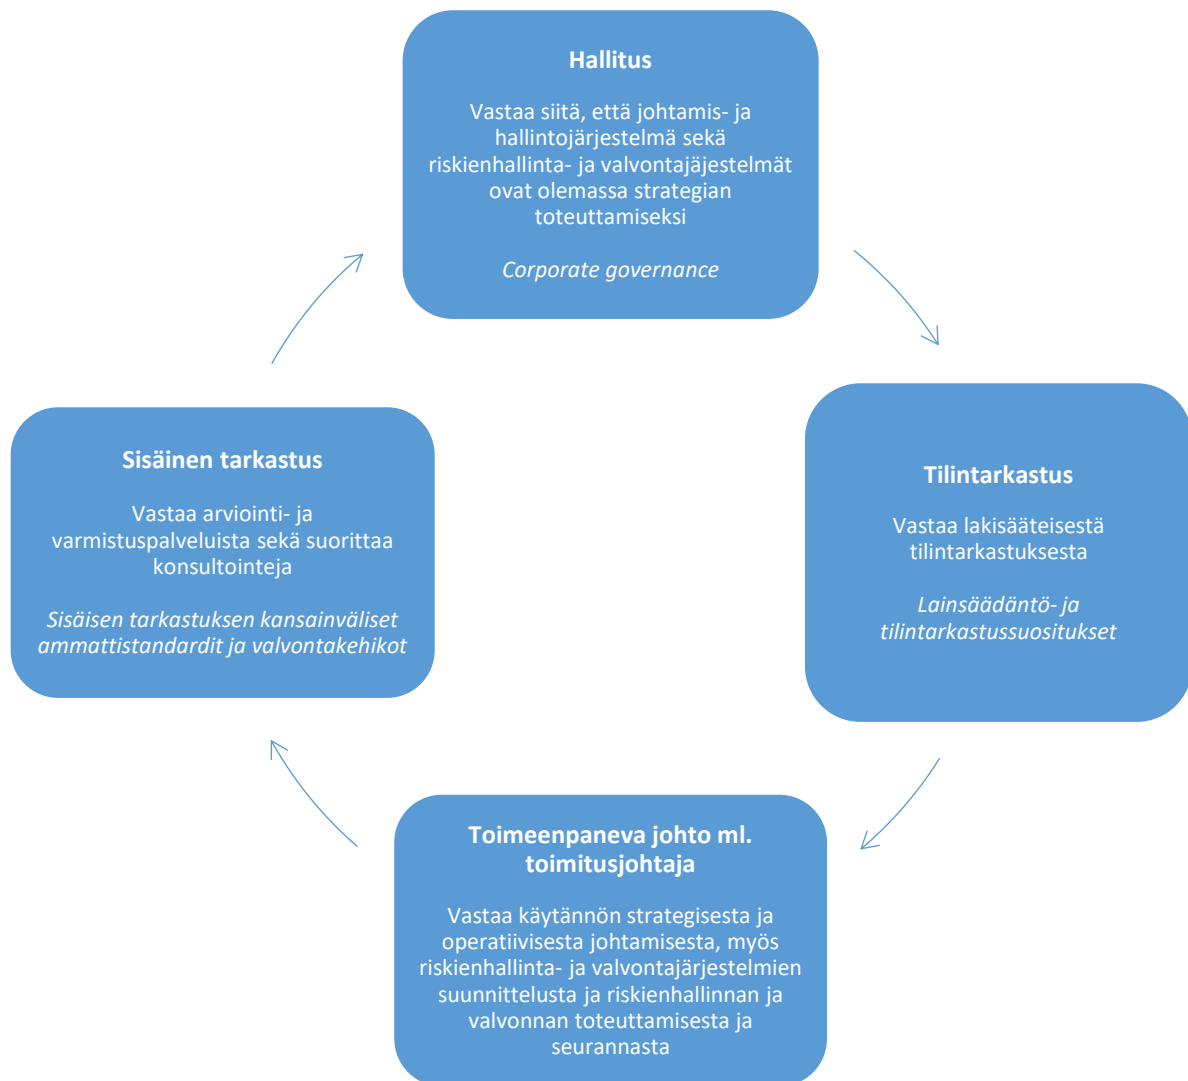 Hallitus
Vastaa siitä, että johtamis- ja
hallintojärjestelmä sekä
riskienhallinta- ja valvontajäjestelmät
ovat olemassa strategian
toteuttamiseksi
Corporate governance
Sisäinen tarkastus
Vastaa arviointi- ja
varmistuspalveluista sekä suorittaa
konsultointeja
Sisäisen tarkastuksen kansainväliset
ammattistandardit ja valvontakehikot
Tilintarkastus
Vastaa lakisääteisestä
tilintarkastuksesta
Lainsäädäntö- ja
tilintarkastussuositukset
Toimeenpaneva johto ml.
toimitusjohtaja
Vastaa käytännön strategisesta ja
operatiivisesta johtamisesta, myös
riskienhallinta- ja valvontajärjestelmien
suunnittelusta ja riskienhallinnan ja
valvonnan toteuttamisesta ja
seurannasta